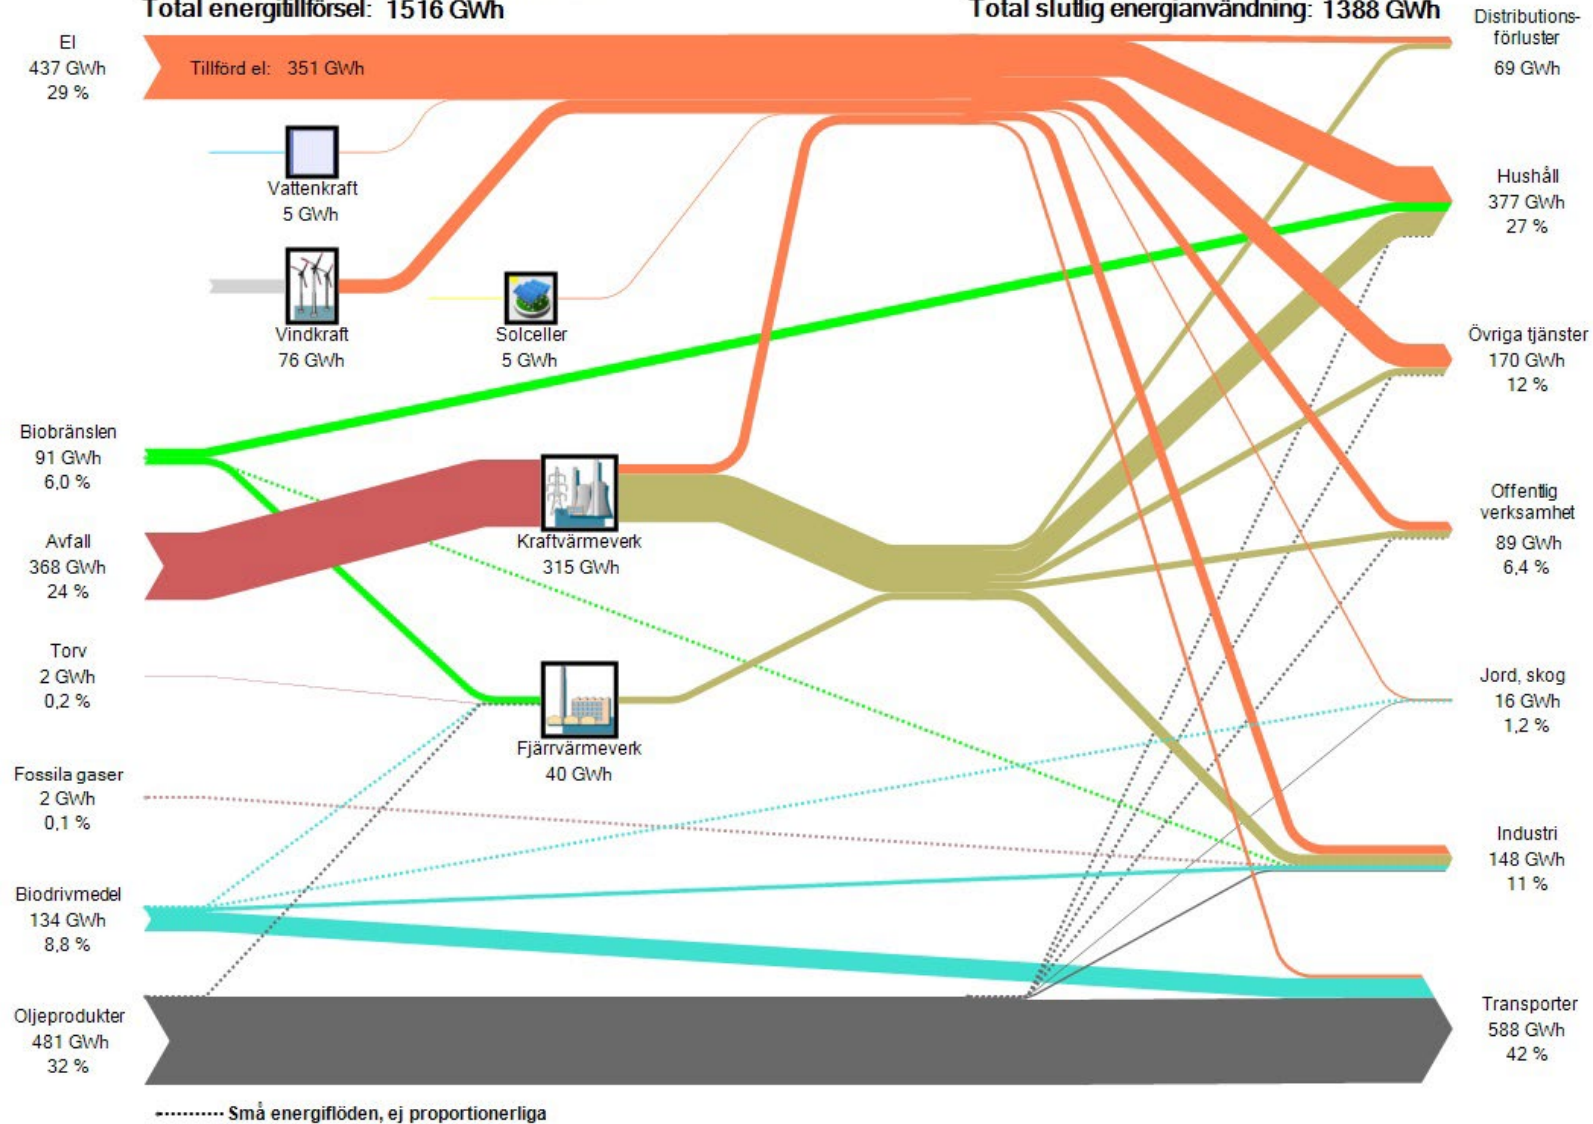 Total energitillförsel: 1516 GWh
Total slutlig energianvändning: 1388 GWh
El
437 GWh
29 %
Tillförd el: 351 GWh
Vattenkraft
5 GWh
Vindkraft
76 GWh
Solceller
5 GWh
Biobränslen
91 GWh
6,0 %
Avfall
368 GWh
24 %
Kraftvärmeverk
315 GWh
Torv
2 GWh
0,2 %
Fjärrvärmeverk
40 GWh
Fossila gaser
2 GWh
0,1 %
Biodrivmedel
134 GWh
8,8 %
Oljeprodukter
481 GWh
32 %
Distributions-
förluster
69 GWh
Hushåll
377 GWh
27 %
Övriga tjänster
170 GWh
12 %
Offentlig
verksamhet
89 GWh
6,4 %
Jord, skog
16 GWh
1,2 %
Industri
148 GWh
11 %
Transporter
588 GWh
42 %
Små energiflöden, ej proportionerliga